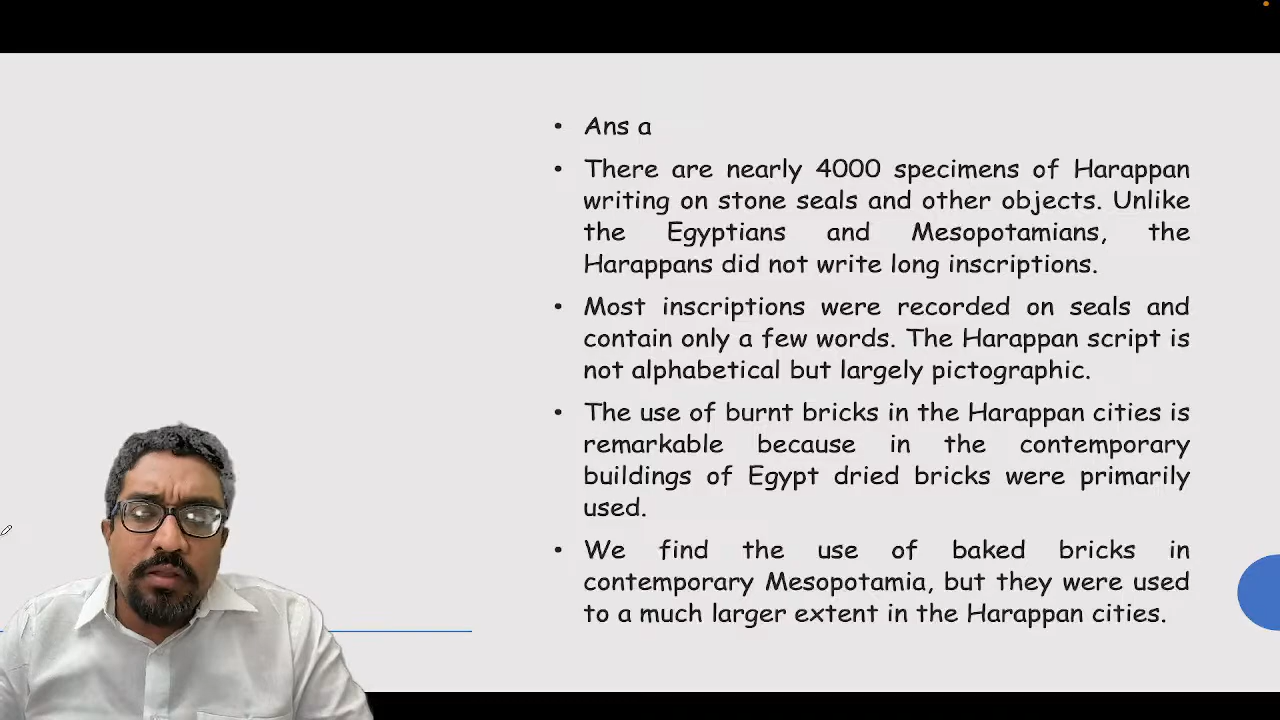 • Ans a
• There are nearly 4000 specimens of Harappan
writing on stone seals and other objects. Unlike
the Egyptians and Mesopotamians, the
Harappans did not write long inscriptions.
• Most inscriptions were recorded on seals and
contain only a few words. The Harappan script is
not alphabetical but largely pictographic.
• The use of burnt bricks in the Harappan cities is
remarkable because in the contemporary
buildings of Egypt dried bricks were primarily
used.
• We find the use of baked bricks in
contemporary Mesopotamia, but they were used
to a much larger extent in the Harappan cities.